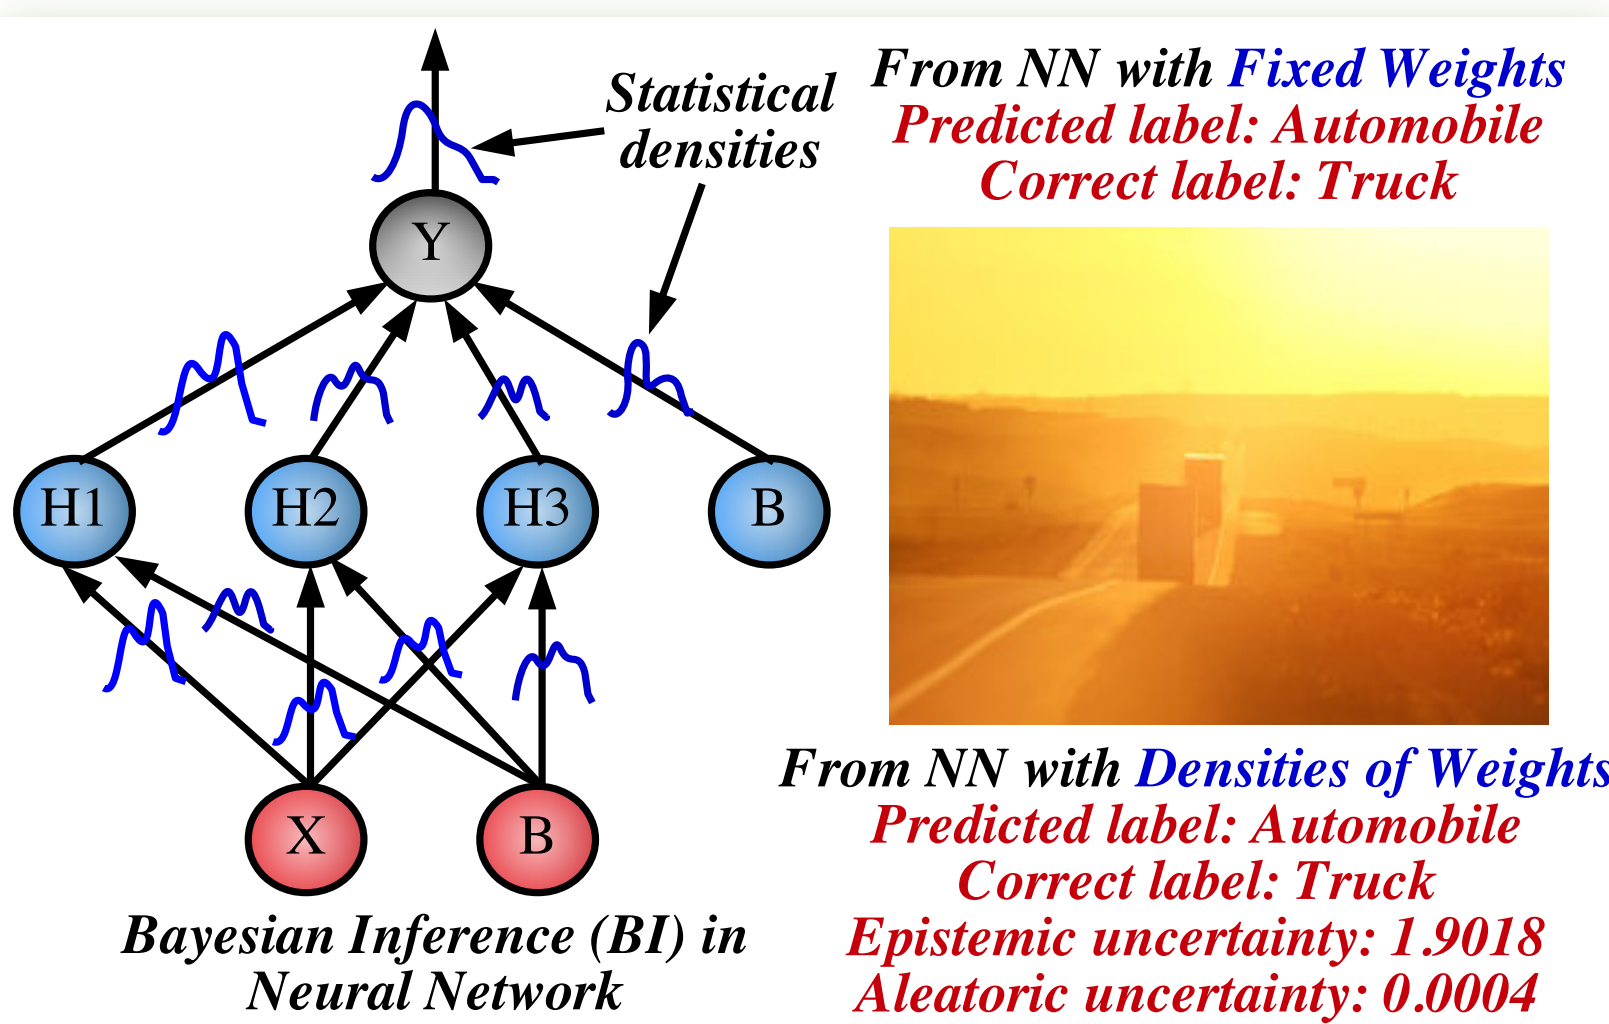 Statistical
densities
Y
H1
H2
H3
B
X
B
Bayesian Inference (BI) in
Neural Network
From NN with Fixed Weights
Predicted label: Automobile
Correct label: Truck
From NN with Densities of Weights
Predicted label: Automobile
Correct label: Truck
Epistemic uncertainty: 1.9018
Aleatoric uncertainty: 0.0004